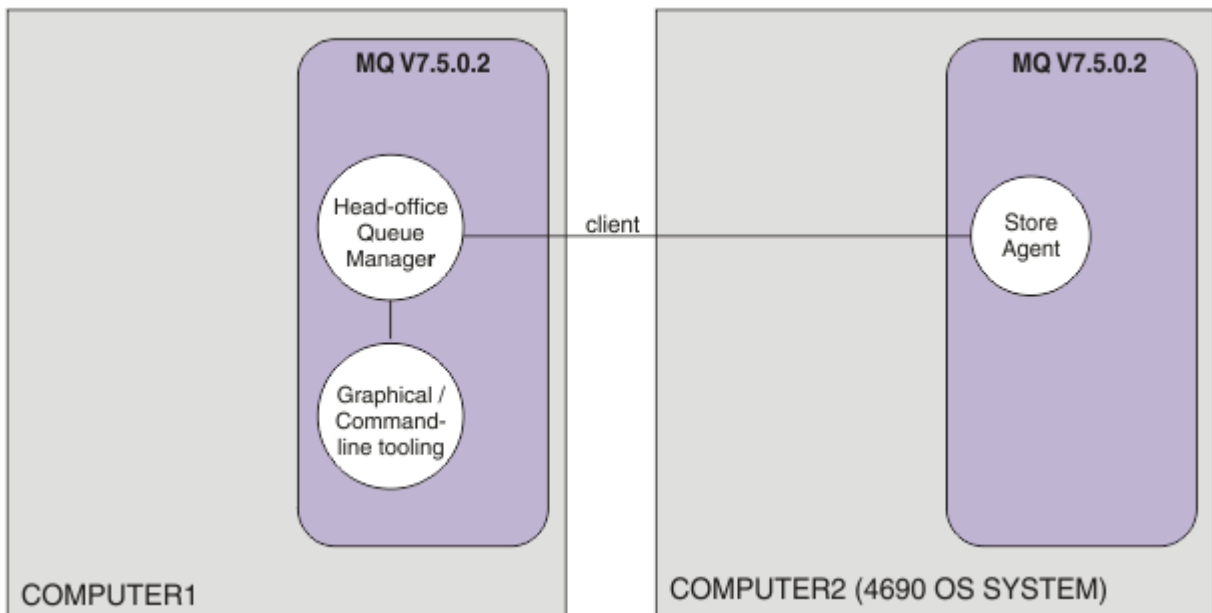 MQ V7.5.0.2
Head-office
Queue
Manager
Graphical /
Command-
line tooling
COMPUTER1
client
MQ V7.5.0.2
Store
Agent
COMPUTER2 (4690 OS SYSTEM)